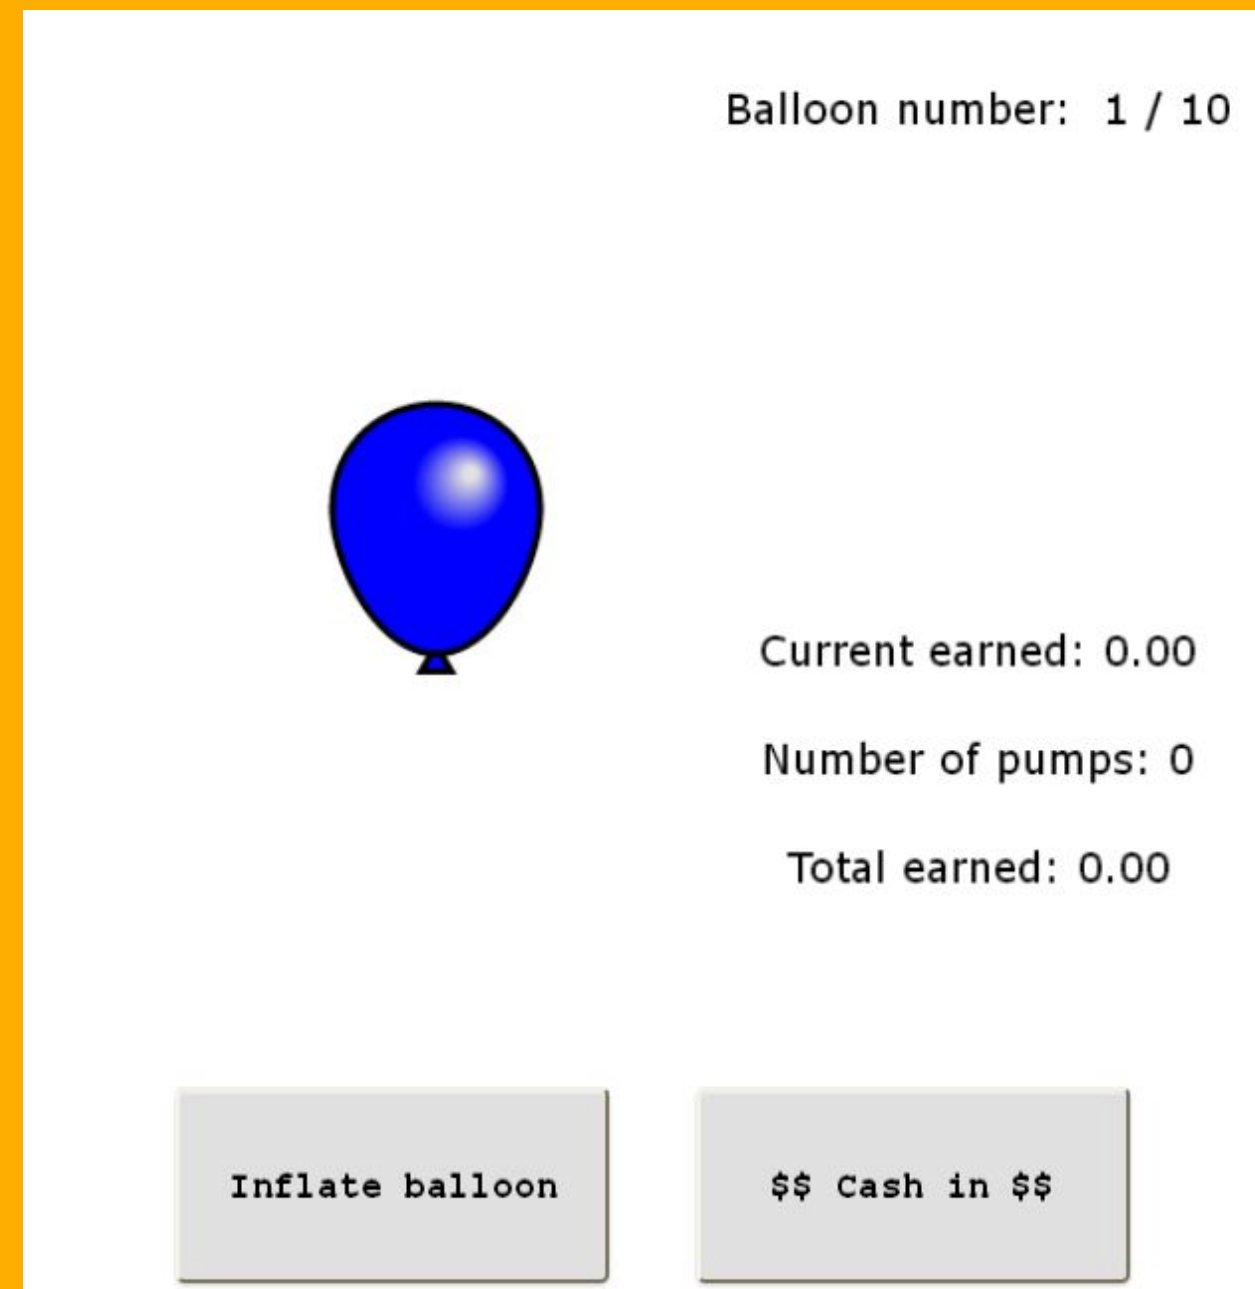 Balloon number: 1 / 10
Current earned: 0.00
Number of pumps: 0
Total earned: 0.00
Inflate balloon
$$ Cash in $$